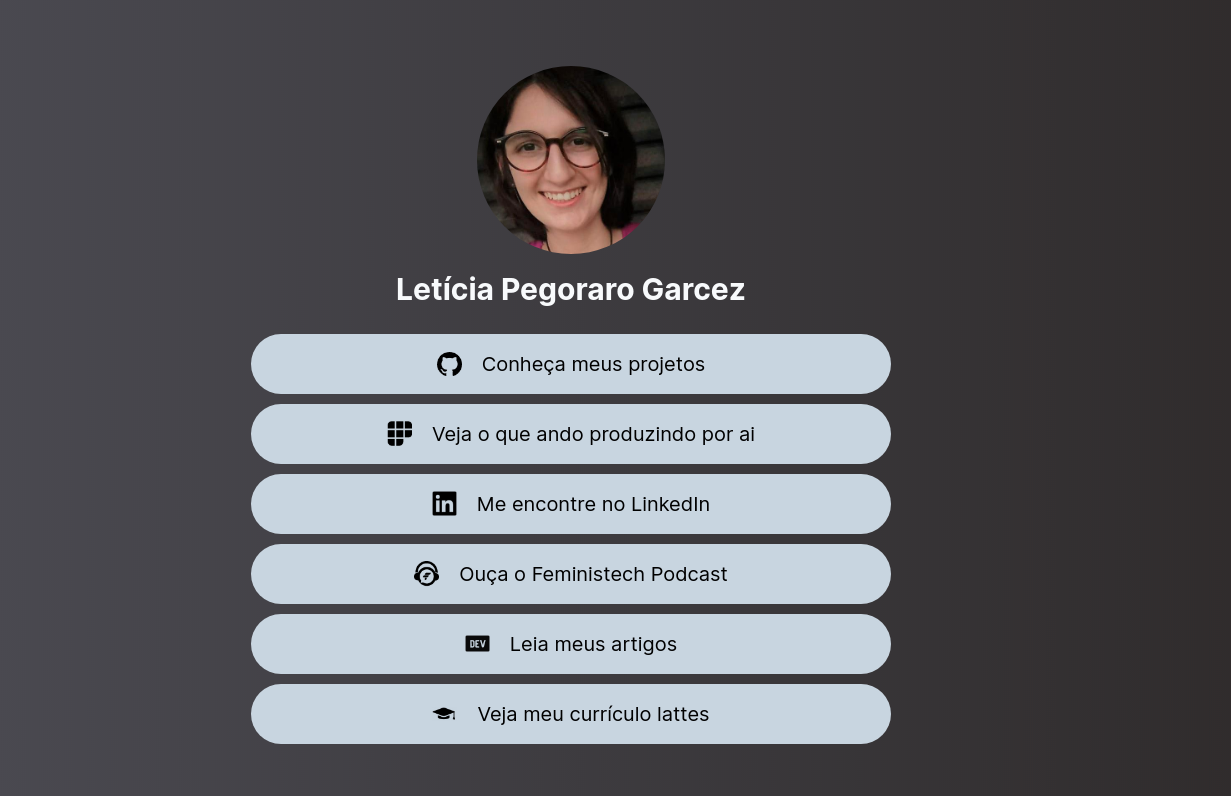 Letícia Pegoraro Garcez
Conheça meus projetos
Veja o que ando produzindo por ai
Me encontre no LinkedIn
Ouça o Feministech Podcast
DEV Leia meus artigos
Veja meu currículo lattes